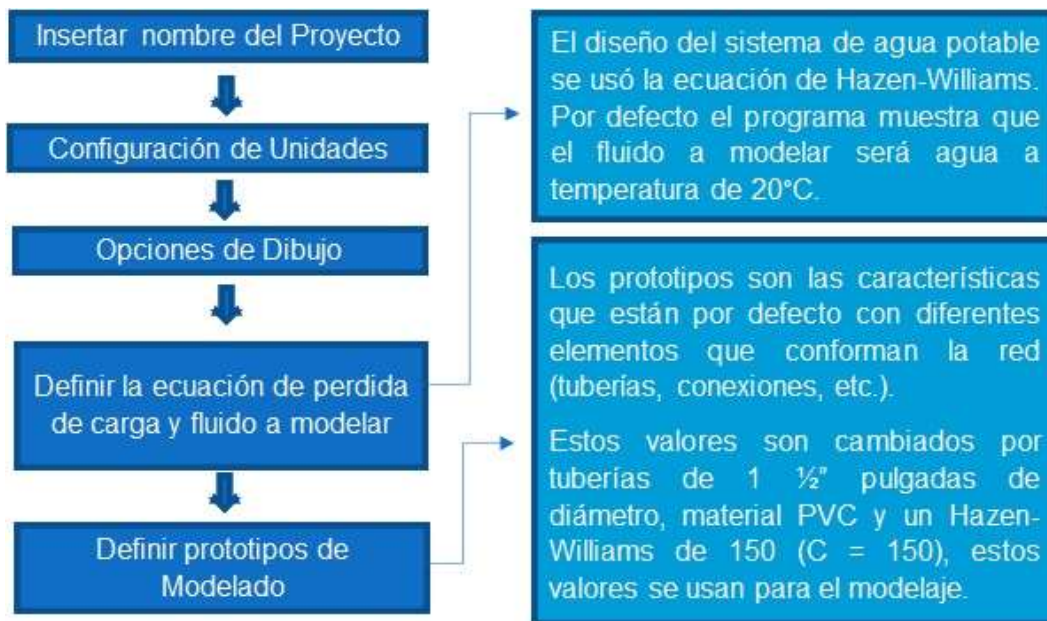 Insertar nombre del Proyecto
Configuración de Unidades
Opciones de Dibujo
Definir la ecuación de perdida
de carga y fluido a modelar
Definir prototipos de
Modelado
El diseño del sistema de agua potable
se usó la ecuación de Hazen-Williams.
Por defecto el programa muestra que
el fluido a modelar será agua a
temperatura de 20°C.
Los prototipos son las características
que están por defecto con diferentes
elementos que conforman la red
(tuberías, conexiones, etc.).
Estos valores son cambiados por
tuberías de 1 ½” pulgadas de
diámetro, material PVC y un Hazen-
Williams de 150 (C = 150), estos
valores se usan para el modelaje.